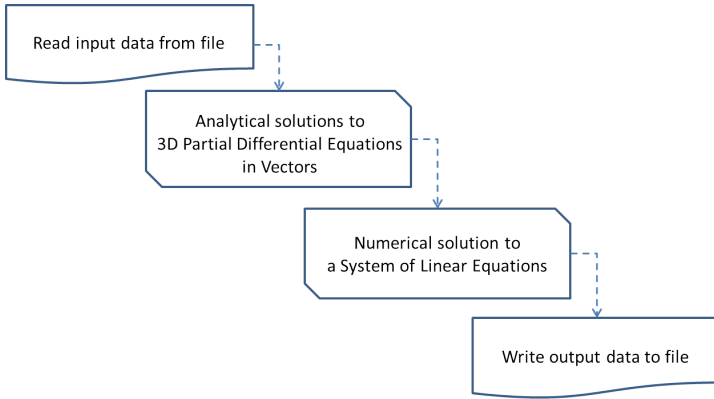 Read input data from file
Analytical solutions to
3D Partial Differential Equations
in Vectors
Numerical solution to
a System of Linear Equations
Write output data to file